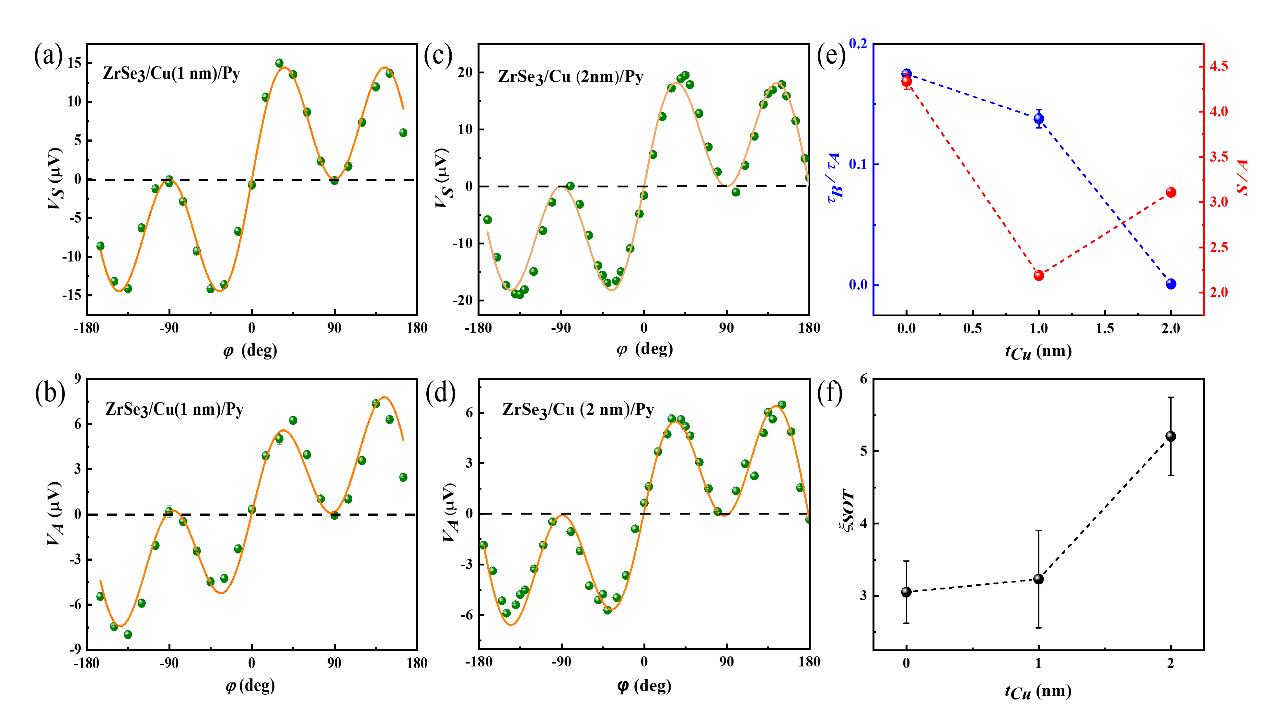 (a)
ZrSe3/Cu(1 nm)/Py
VS (μV)
15
10
5
0
-5
-10
-15
-180 -90 0 90 180
φ (deg)
(c)
ZrSe3/Cu (2nm)/Py
VS (μV)
20
10
0
-10
-20
-180 -90 0 90 180
φ (deg)
(e)
τB/τA
0,2
0.1
0.0
S/A
4.5
4.0
3.5
3.0
2.5
2.0
0.0 0.5 1.0 1.5 2.0
tCu (nm)
(b)
ZrSe3/Cu(1 nm)/Py
VA (μV)
9
6
3
0
-3
-6
-9
-180 -90 0 90 180
φ (deg)
(d)
ZrSe3/Cu (2 nm)/Py
VA (μV)
6
3
0
-3
-6
-180 -90 0 90 180
φ (deg)
(f)
ξSOT
5
4
3
0 1 2
tCu (nm)